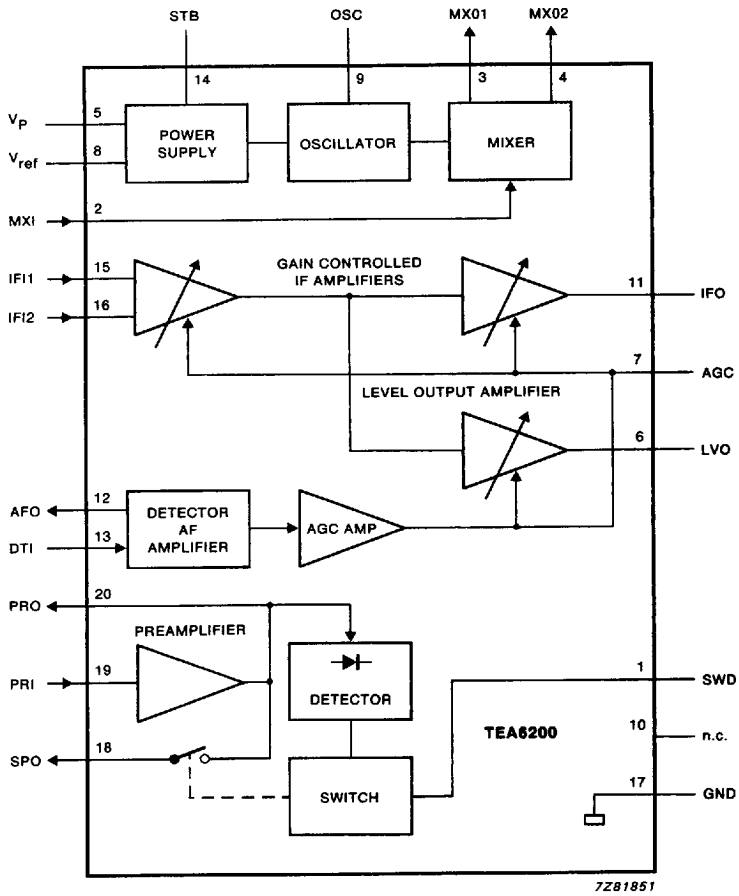 STB OSC MX01 MX02
14 9 3 4
VP 5
Vref 8
POWER
SUPPLY
OSCILLATOR
MIXER
MXI 2
IFI1 15
IFI2 16
GAIN CONTROLLED
IF AMPLIFIERS
11 IFO
7 AGC
LEVEL OUTPUT AMPLIFIER
6 LVO
AFO 12
DTI 13
DETECTOR
AF
AMPLIFIER
AGC AMP
PRO 20
PREAMPLIFIER
PRI 19
DETECTOR
1 SWD
TEA6200
10 n.c.
SPO 18
SWITCH
17 GND
7Z81851